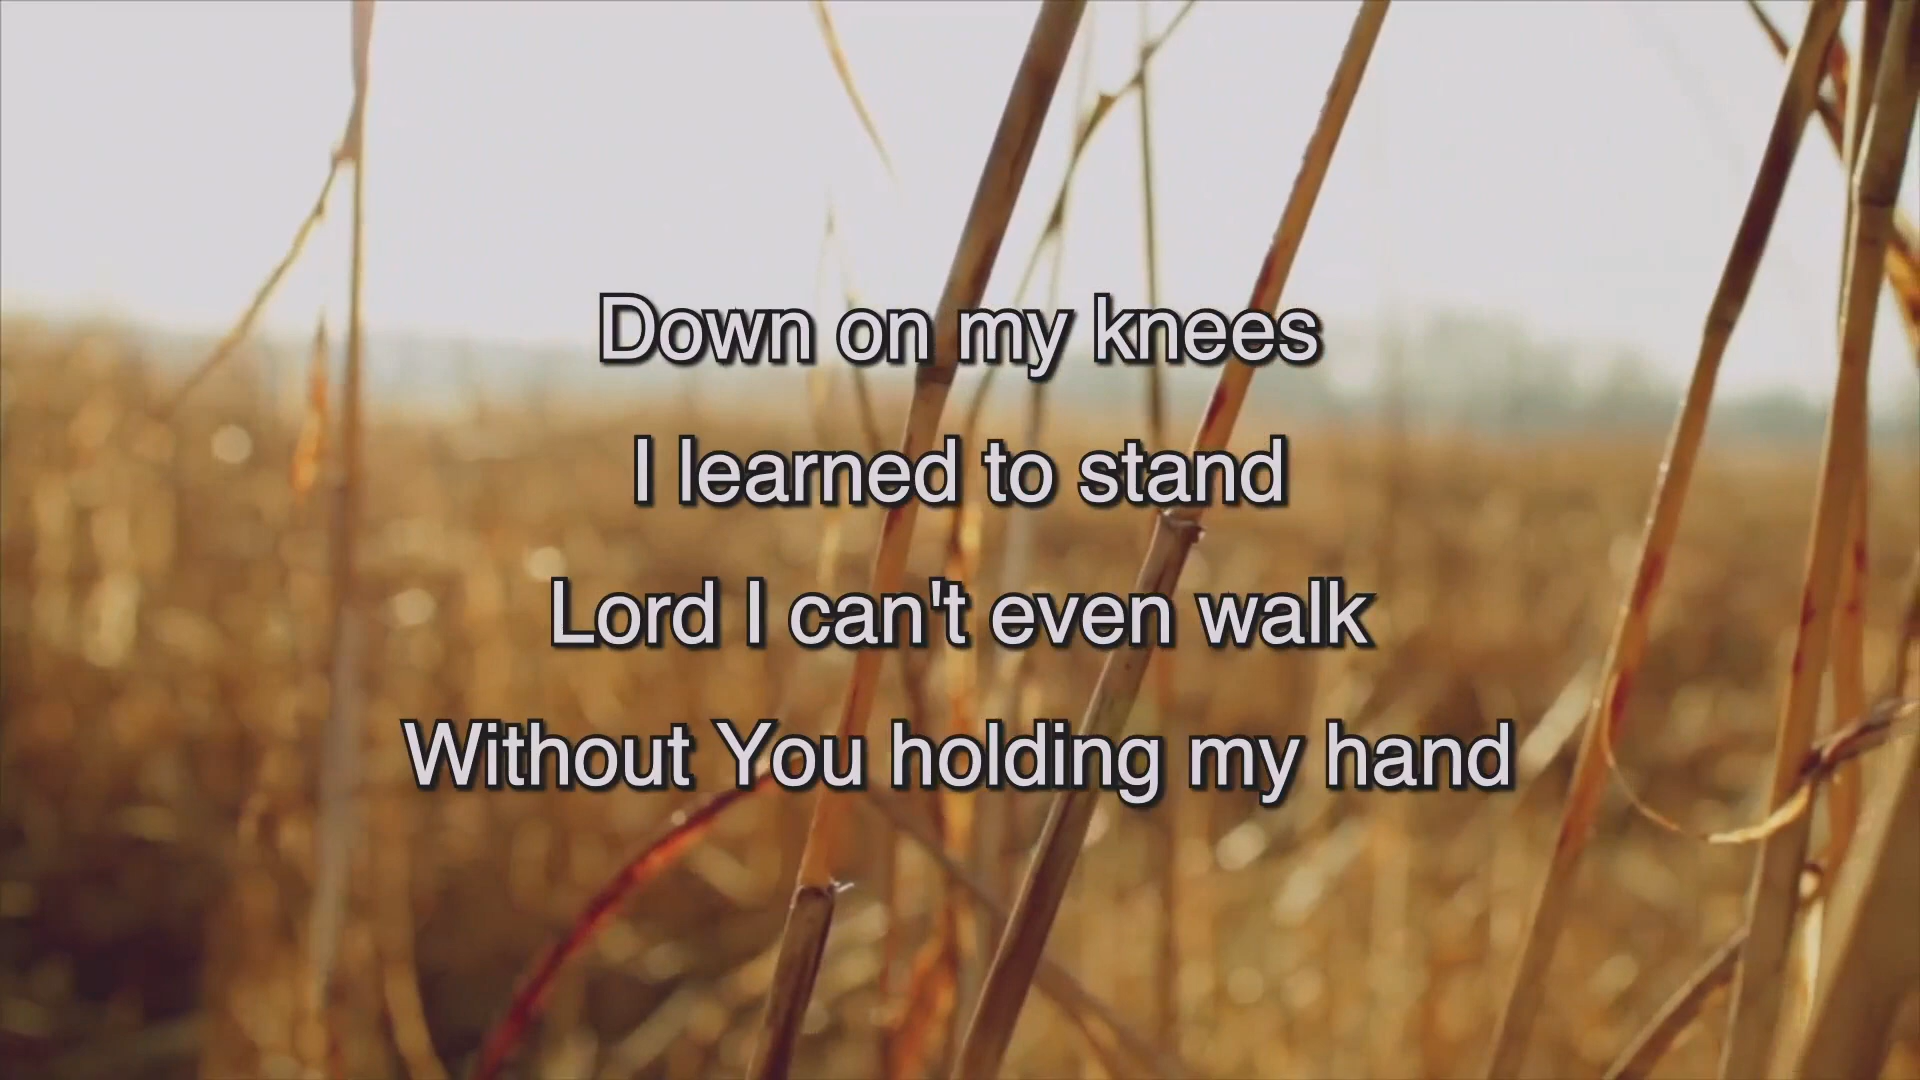 Down on my knees
I learned to stand
Lord I can't even walk
Without You holding my hand